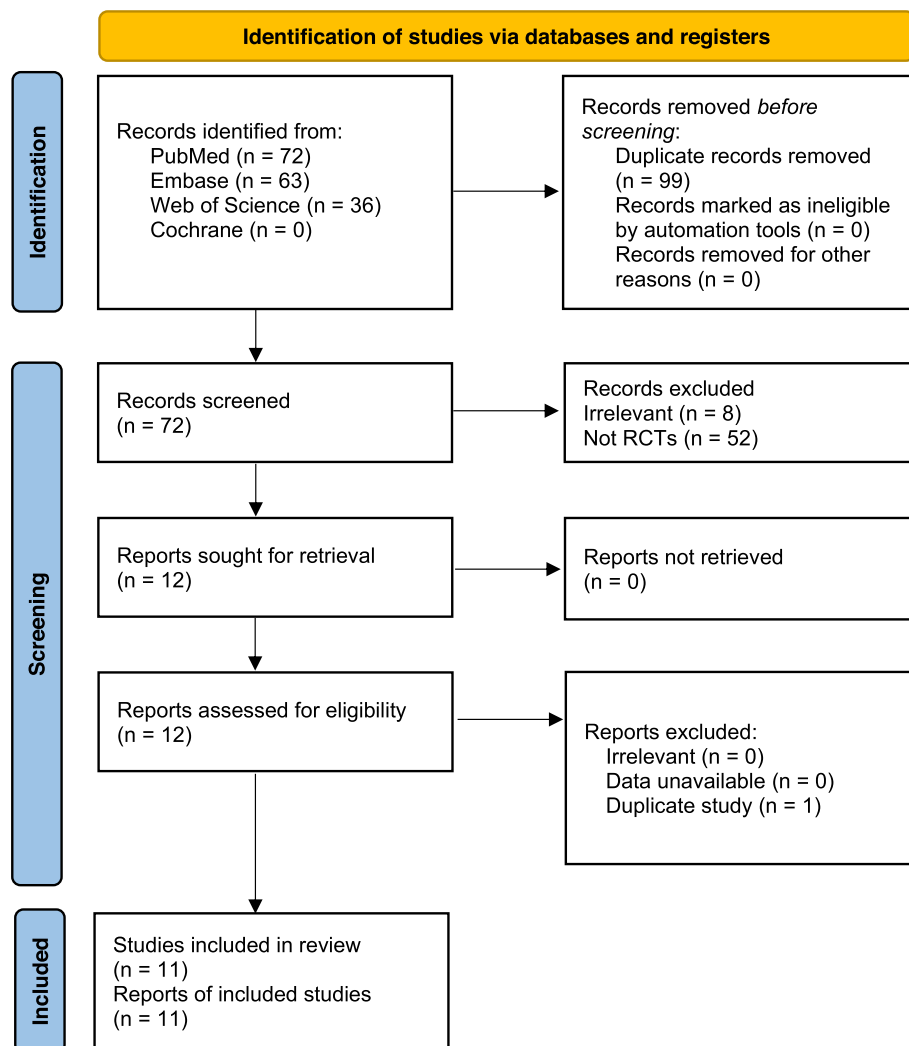 Identification of studies via databases and registers
Identification
Records identified from:
PubMed (n = 72)
Embase (n = 63)
Web of Science (n = 36)
Cochrane (n = 0)
Records removed before
screening:
Duplicate records removed
(n = 99)
Records marked as ineligible
by automation tools (n = 0)
Records removed for other
reasons (n = 0)
Screening
Records screened
(n = 72)
Records excluded
Irrelevant (n = 8)
Not RCTs (n = 52)
Reports sought for retrieval
(n = 12)
Reports not retrieved
(n = 0)
Reports assessed for eligibility
(n = 12)
Reports excluded:
Irrelevant (n = 0)
Data unavailable (n = 0)
Duplicate study (n = 1)
Included
Studies included in review
(n = 11)
Reports of included studies
(n = 11)